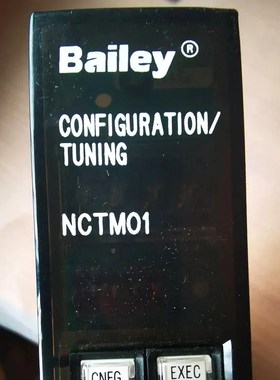 Bailey®
CONFIGURATION/
TUNING
NCTM01
CNFG EXEC